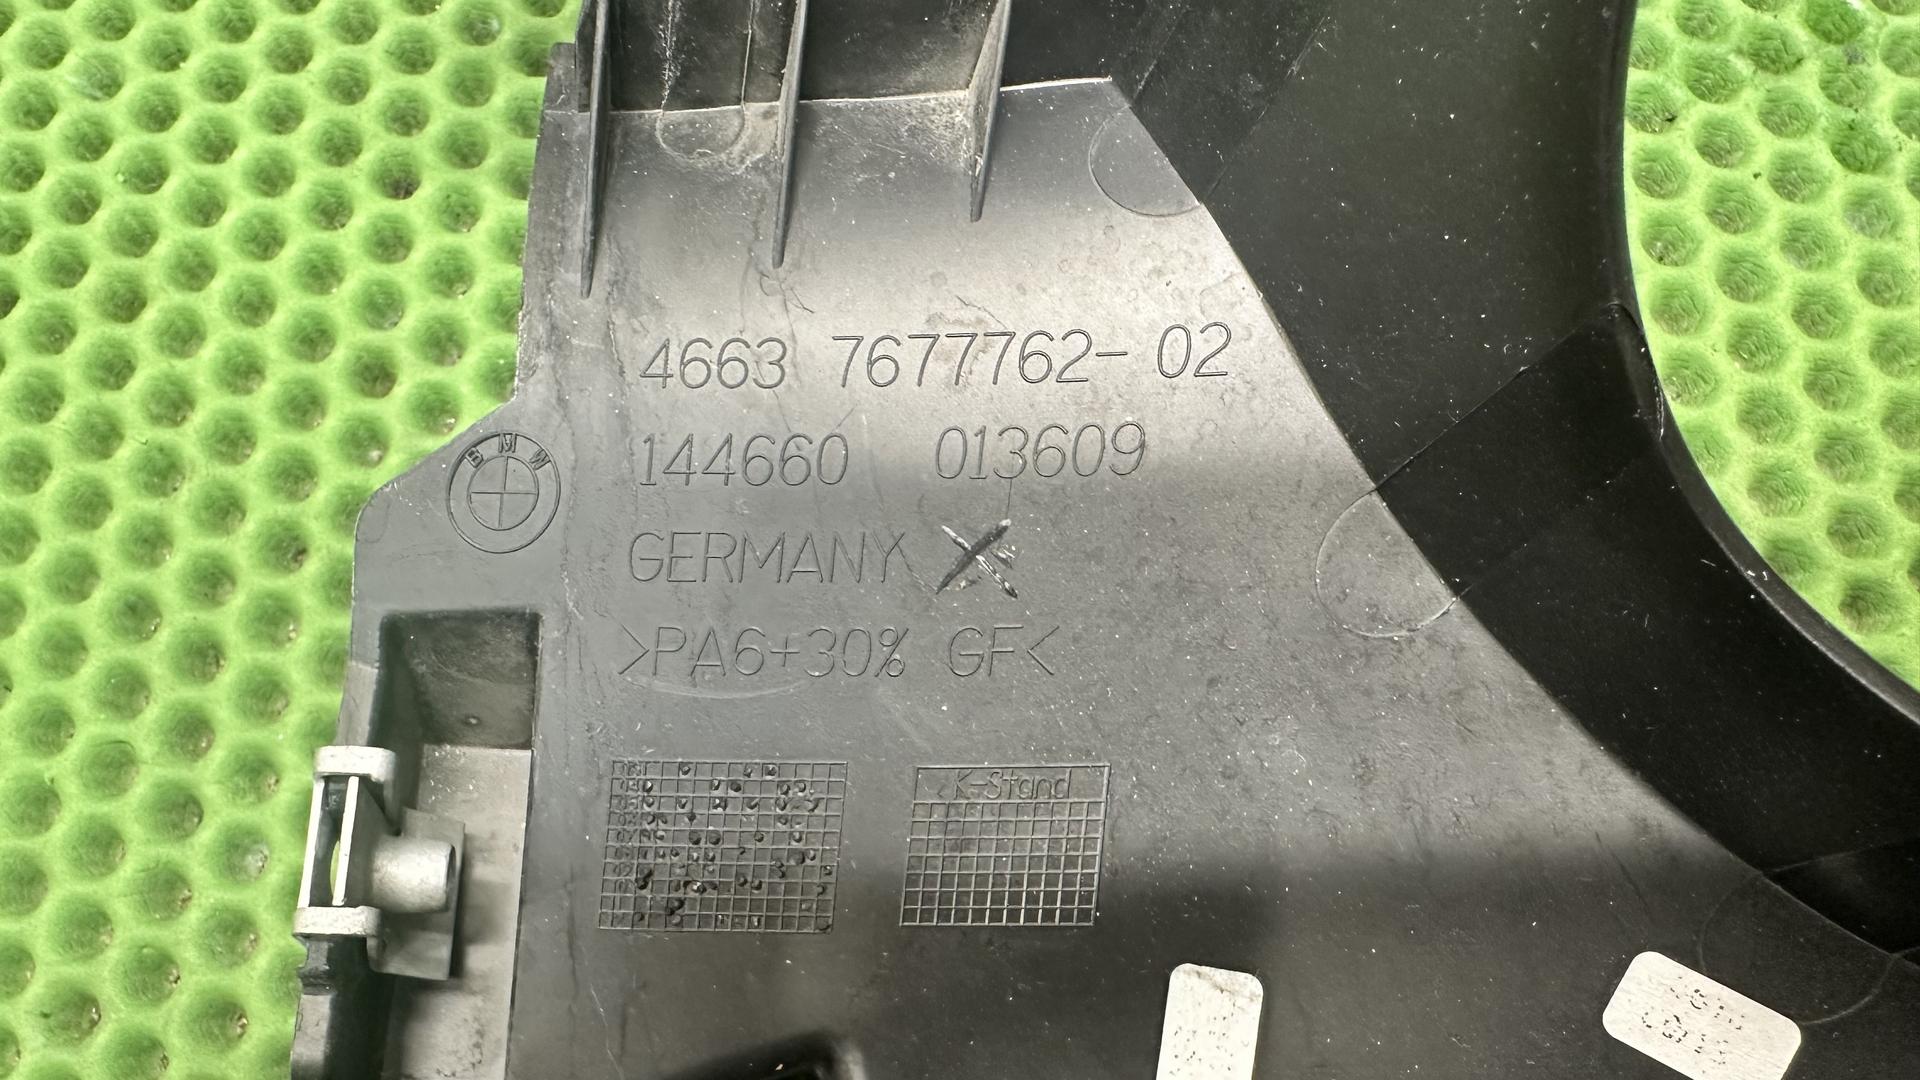 4663 7677762- 02
BMW
144660 013609
GERMANY X
>PA6+30% GF<
K-Stand